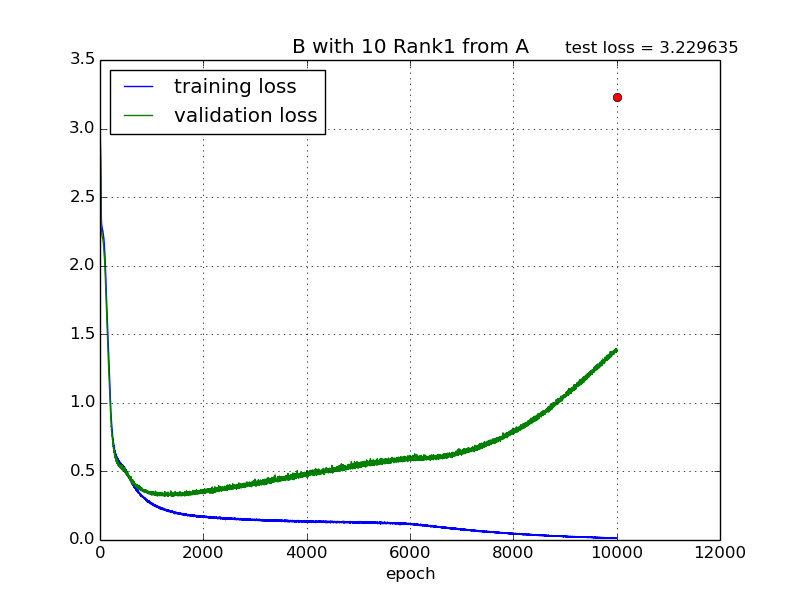 B with 10 Rank1 from A
test loss = 3.229635
training loss
validation loss
3.5
3.0
2.5
2.0
1.5
1.0
0.5
0.0
0 2000 4000 6000 8000 10000 12000
epoch